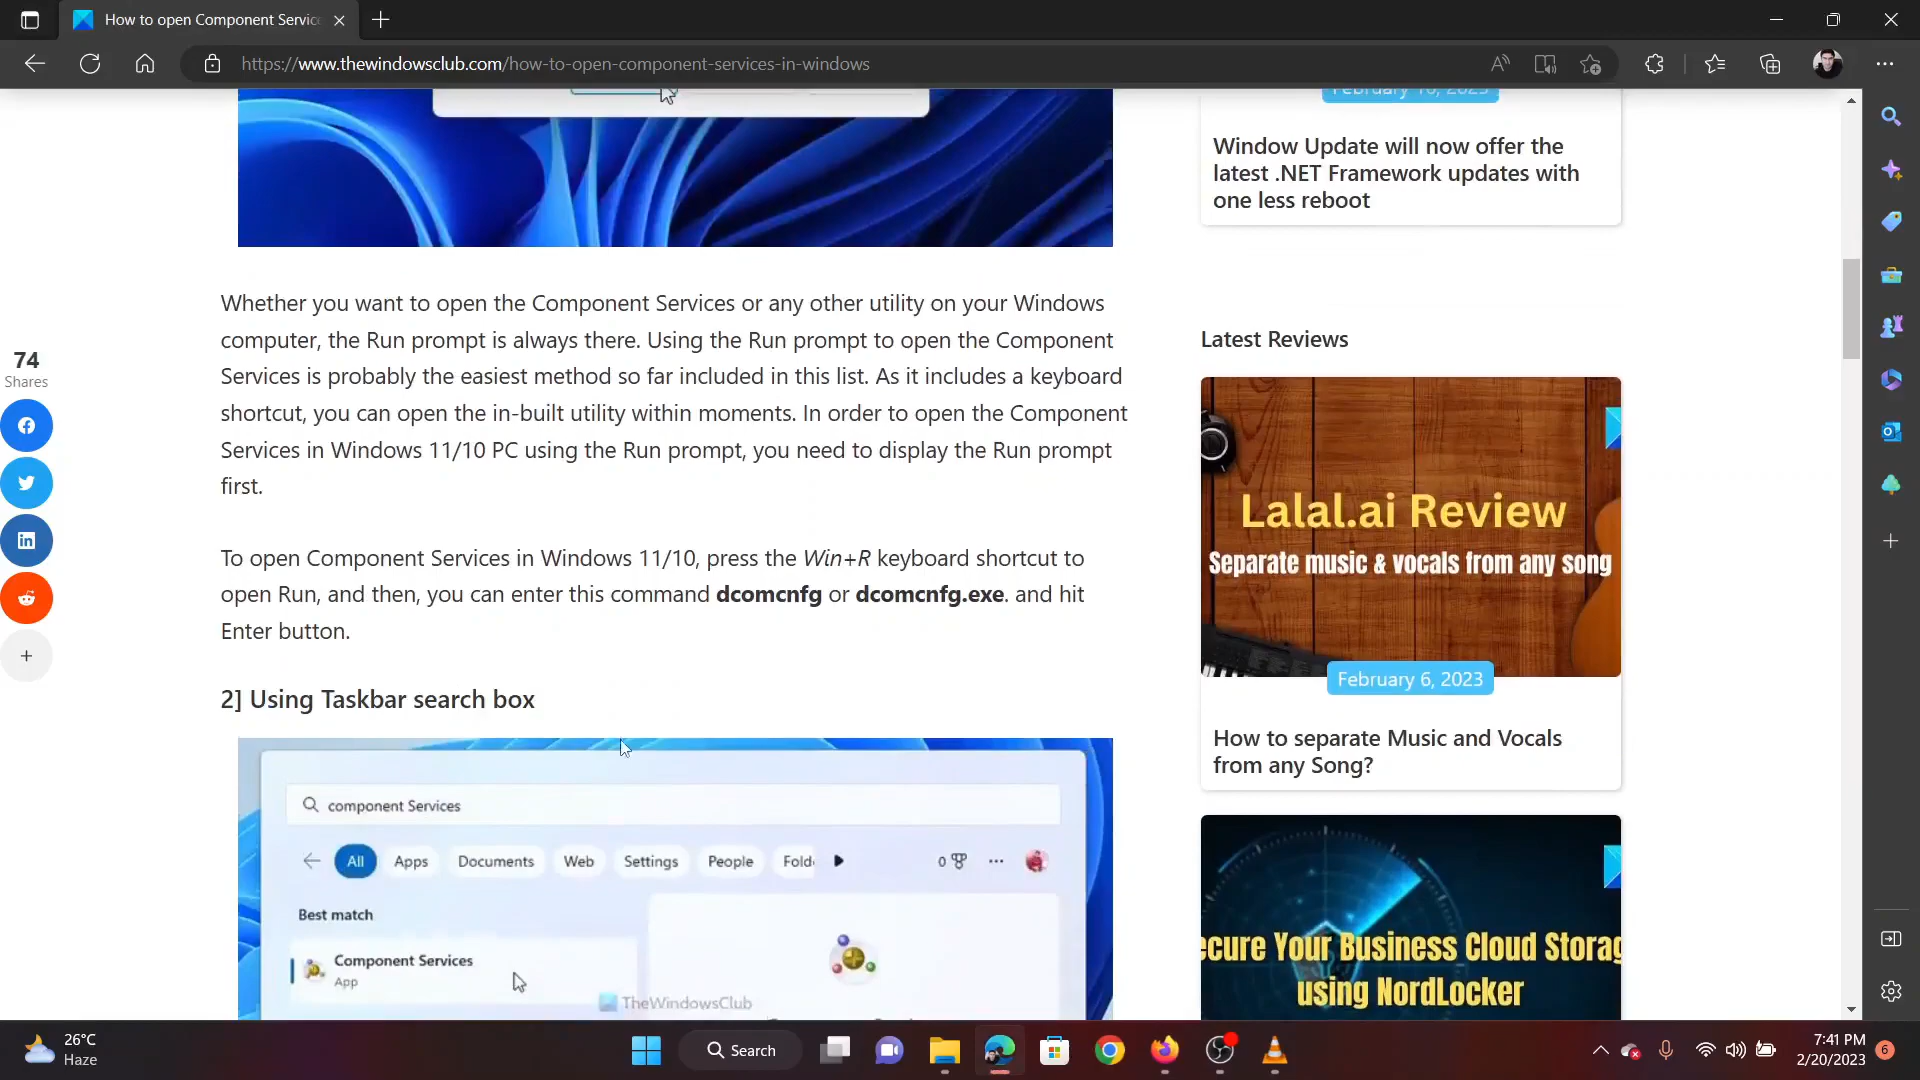 How to open Component Servic
https://www.thewindowsclub.com/how-to-open-component-services-in-windows
February 10, 2023
Window Update will now offer the
latest .NET Framework updates with
one less reboot
74
Shares
Whether you want to open the Component Services or any other utility on your Windows
computer, the Run prompt is always there. Using the Run prompt to open the Component
Services is probably the easiest method so far included in this list. As it includes a keyboard
shortcut, you can open the in-built utility within moments. In order to open the Component
Services in Windows 11/10 PC using the Run prompt, you need to display the Run prompt
first.
To open Component Services in Windows 11/10, press the Win+R keyboard shortcut to
open Run, and then, you can enter this command dcomcnfg or dcomcnfg.exe. and hit
Enter button.
2] Using Taskbar search box
component Services
All Apps Documents Web Settings People Fold 0
Best match
Component Services
App
TheWindowsClub
Latest Reviews
Lalal.ai Review
Separate music & vocals from any song
February 6, 2023
How to separate Music and Vocals
from any Song?
ecure Your Business Cloud Storag
using NordLocker
26°C
Haze
Search
7:41 PM
2/20/2023
6